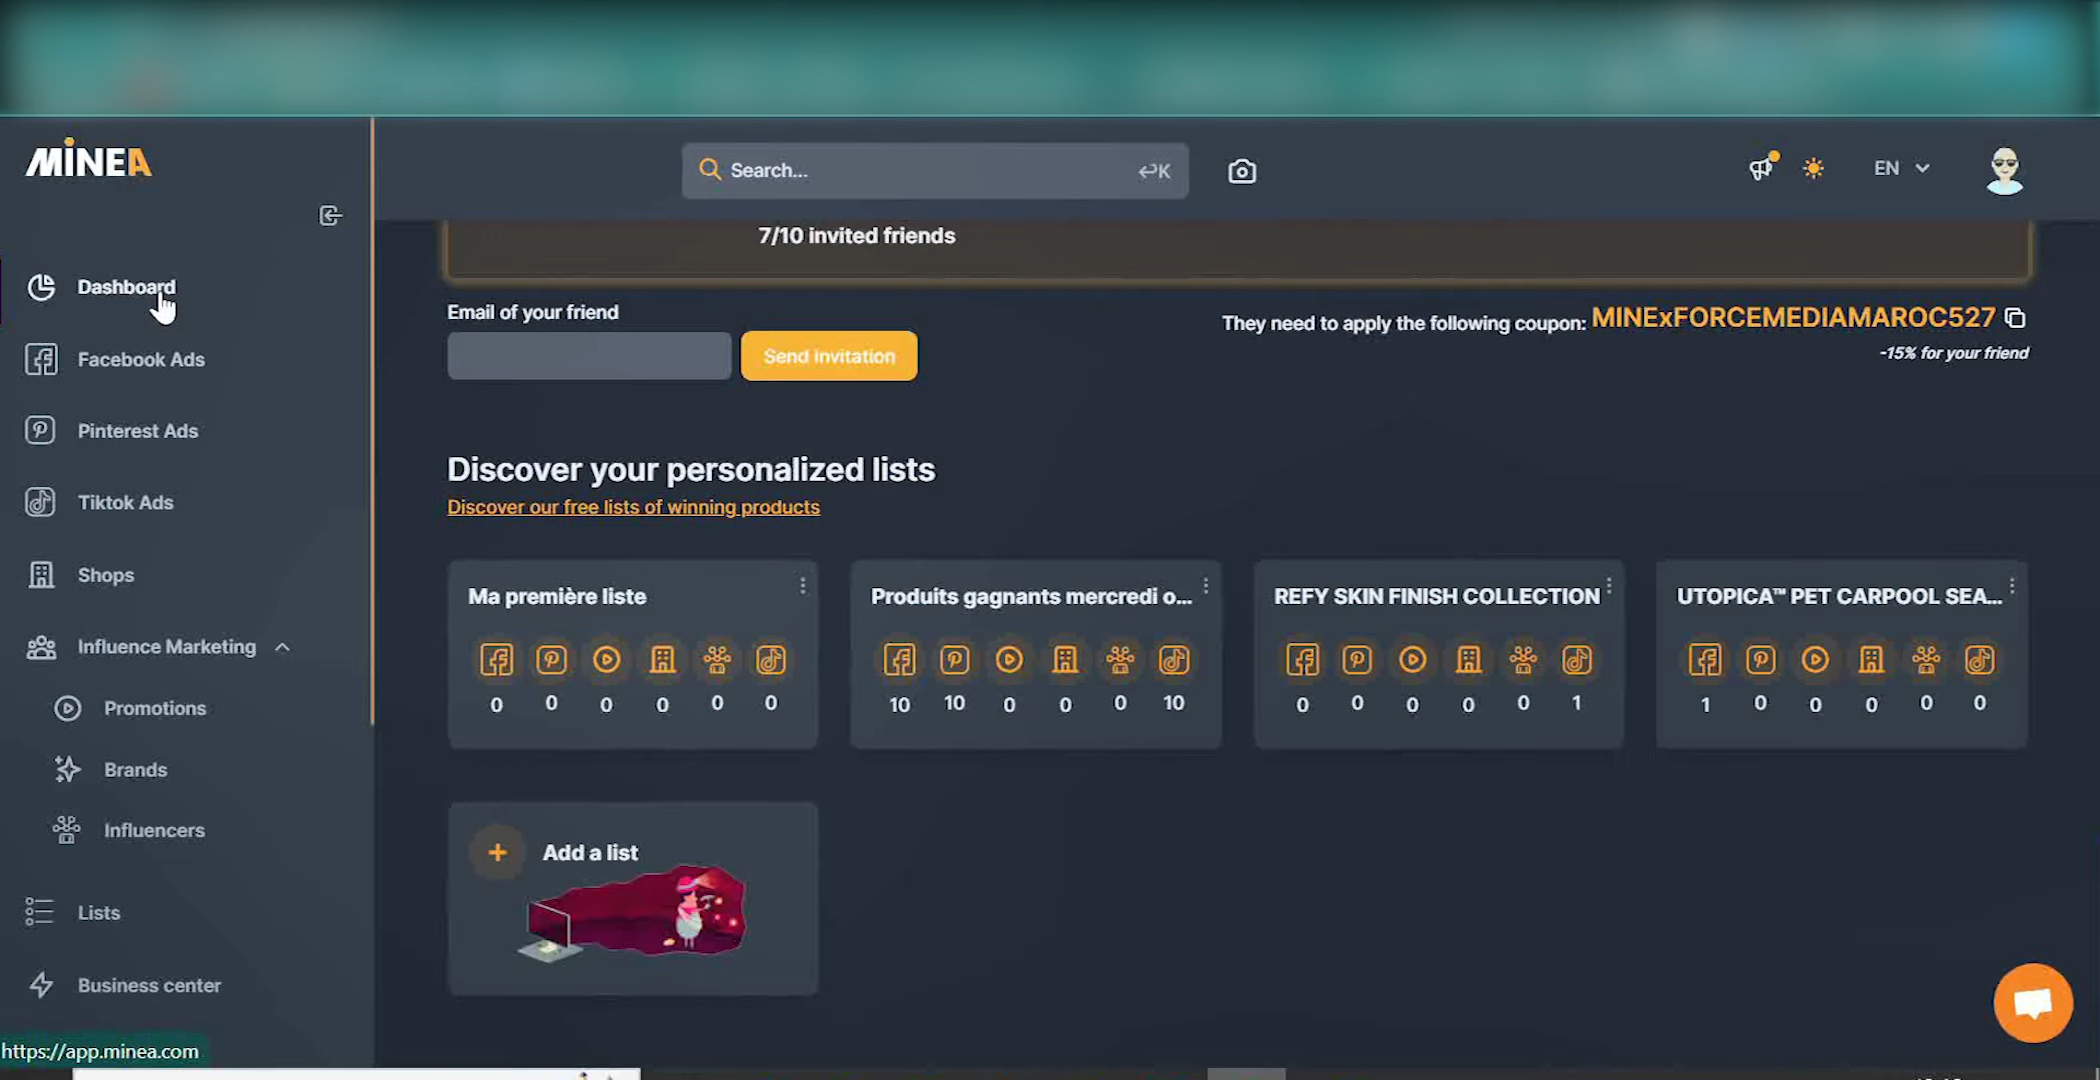 MINEA
Search...
K
EN
7/10 invited friends
Dashboard
Facebook Ads
Pinterest Ads
Tiktok Ads
Shops
Influence Marketing
Promotions
Brands
Influencers
Lists
Business center
https://app.minea.com
Email of your friend
Send invitation
They need to apply the following coupon: MINExFORCEMEDIAMAROC527
-15% for your friend
Discover your personalized lists
Discover our free lists of winning products
Ma première liste
0 0 0 0 0 0
Produits gagnants mercredi o...
10 10 0 0 0 10
REFY SKIN FINISH COLLECTION
0 0 0 0 0 1
UTOPICA™ PET CARPOOL SEA...
1 0 0 0 0 0
Add a list